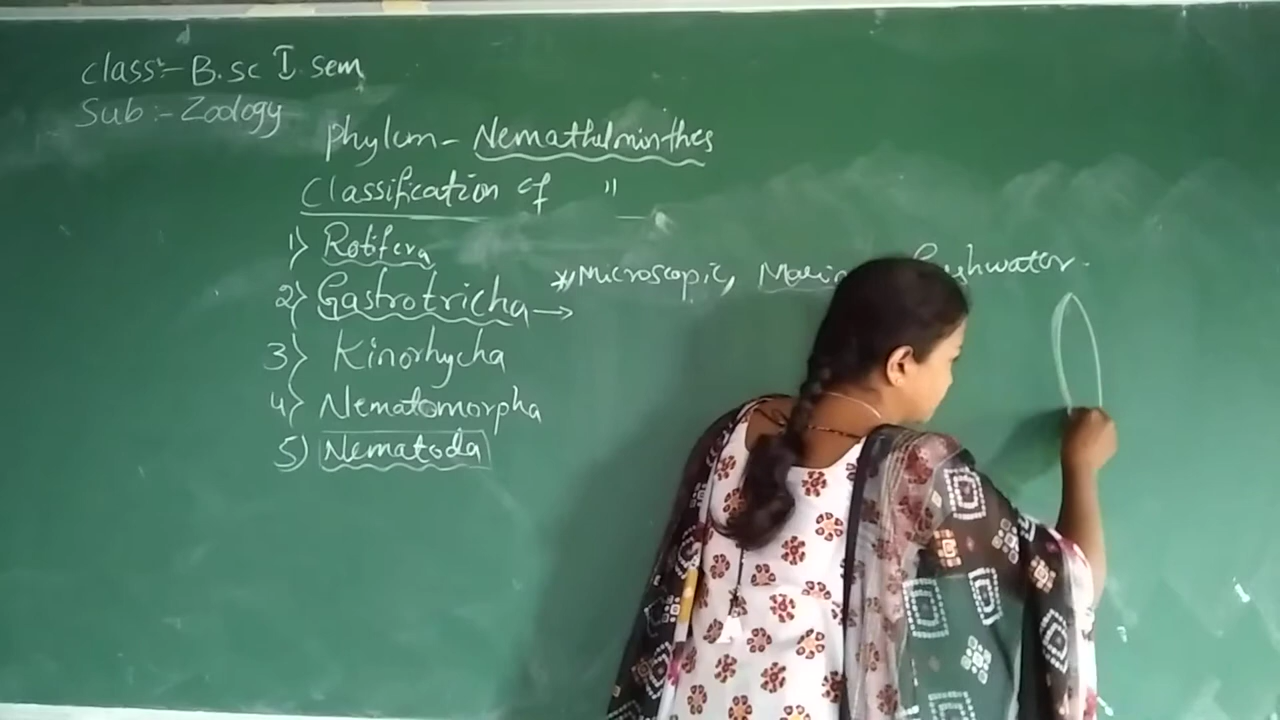 Class:- B.sc I sem
Sub:- Zoology
phylum - Nemathelminthes
Classification of "
1) Rotifera
2) Gastrotricha → * Microscopic, freshwater.
3) Kinorhycha
4) Nematomorpha
5) Nematoda